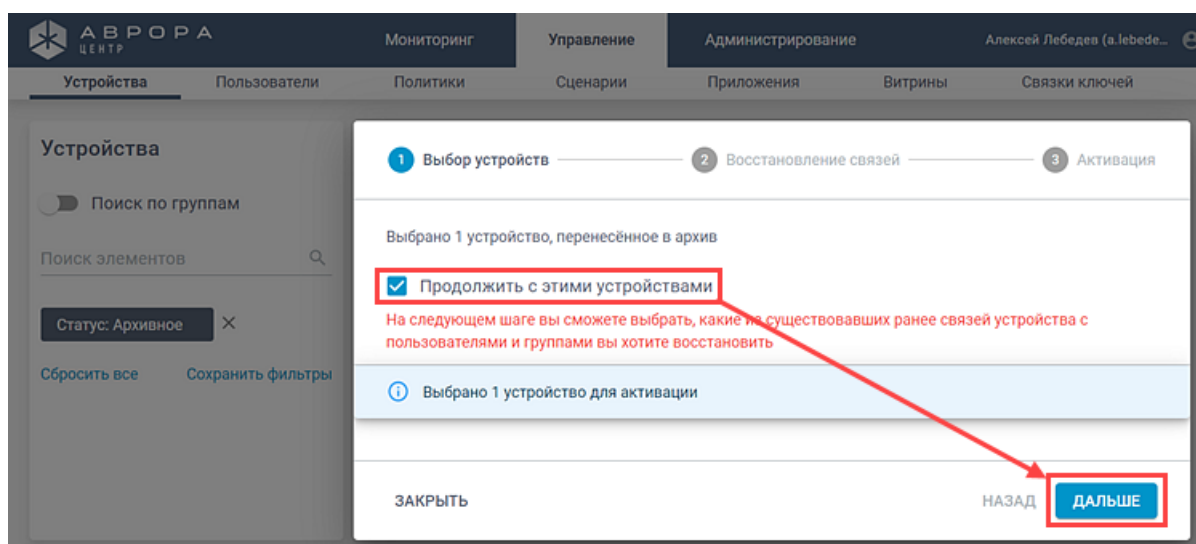 АВРОРА
ЦЕНТР
Мониторинг
Управление
Администрирование
Алексей Лебедев (a.lebede...
Устройства
Пользователи
Политики
Сценарии
Приложения
Витрины
Связки ключей
Устройства
Поиск по группам
Поиск элементов
Статус: Архивное
Сбросить все
Сохранить фильтры
1 Выбор устройств
2 Восстановление связей
3 Активация
Выбрано 1 устройство, перенесённое в архив
Продолжить с этими устройствами
На следующем шаге вы сможете выбрать, какие из существовавших ранее связей устройства с
пользователями и группами вы хотите восстановить
Выбрано 1 устройство для активации
ЗАКРЫТЬ
НАЗАД
ДАЛЬШЕ